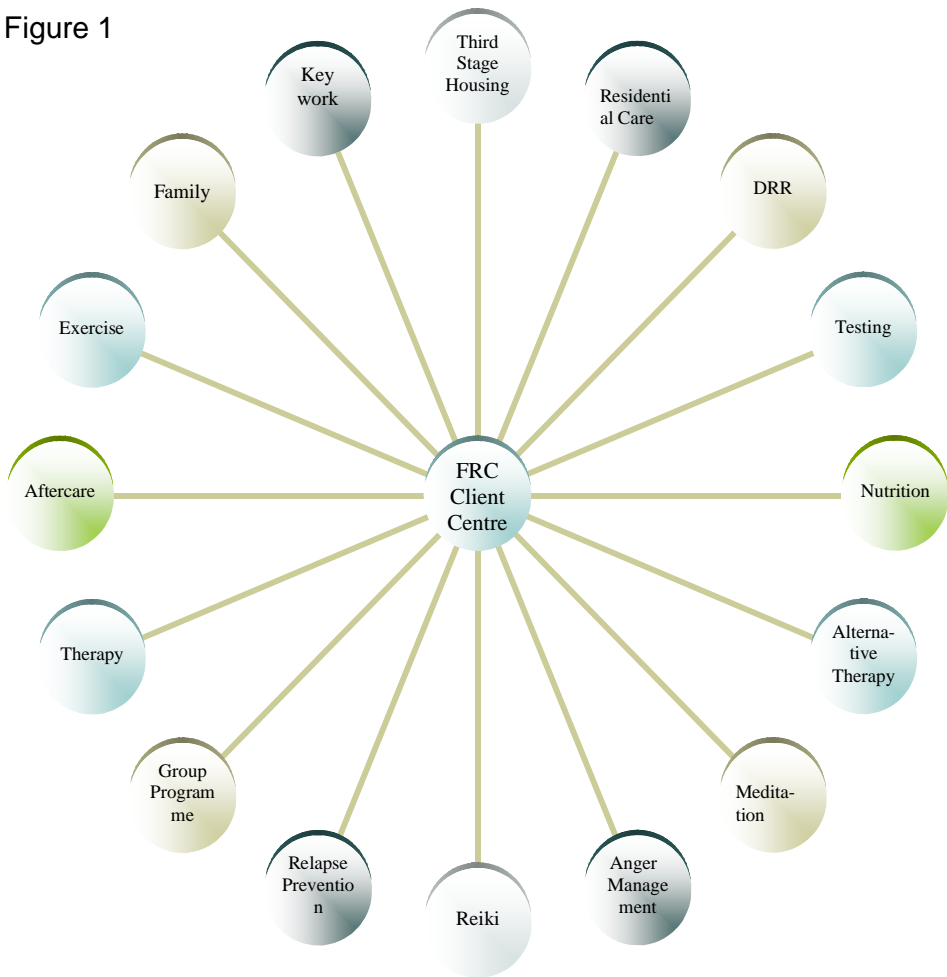 Figure 1
Third
Stage
Housing
Residenti
al Care
DRR
Testing
Nutrition
Alterna-
tive
Therapy
Medita-
tion
Anger
Manage
ment
Reiki
Relapse
Preventio
n
Group
Program
me
Therapy
Aftercare
Exercise
Family
Key
work
FRC
Client
Centre